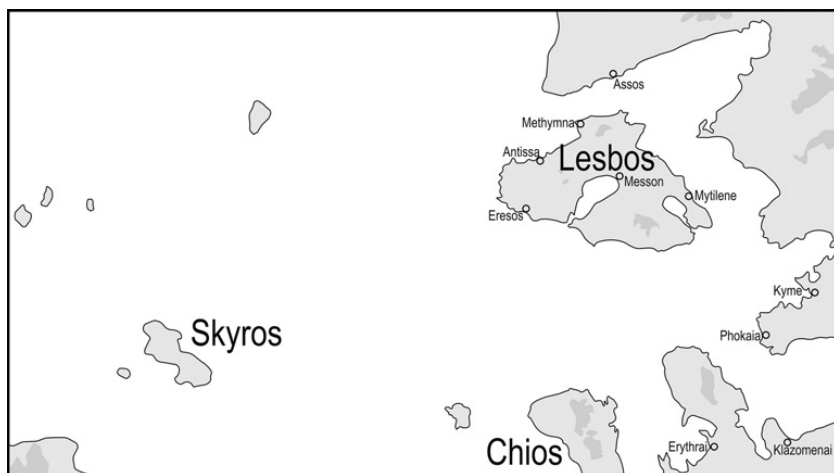 Assos
Methymna
Antissa
Lesbos
Messon
Mytilene
Eresos
Kyme
Skyros
Phokaia
Chios
Erythrai
Klazomenai